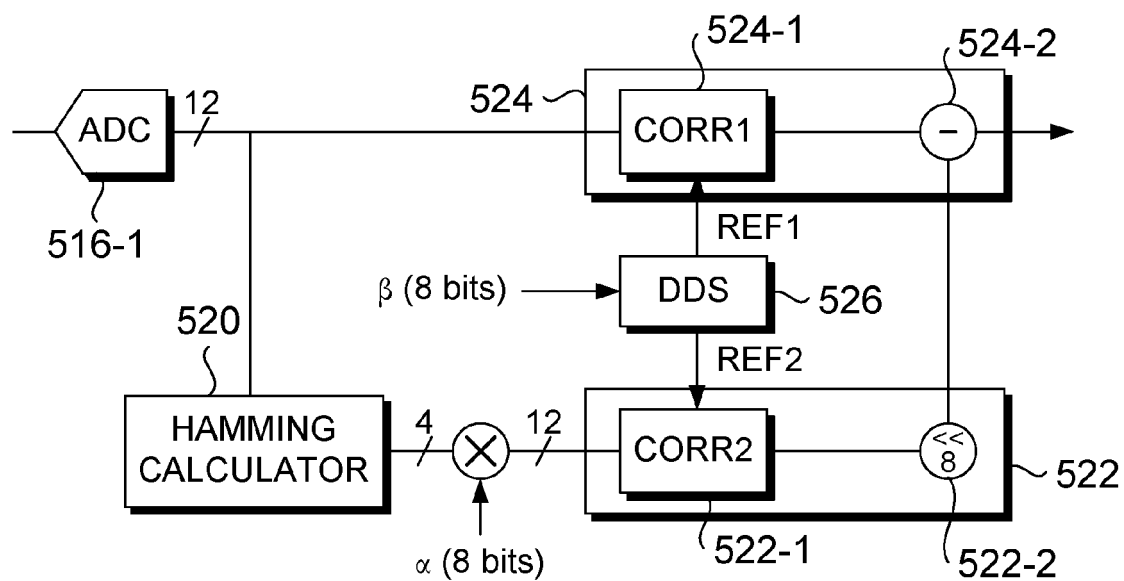 524-1
524-2
12
524
ADC
CORR1
-
516-1
REF1
β (8 bits)
DDS
526
520
REF2
HAMMING
CALCULATOR
4
12
CORR2
<<
8
522
α (8 bits)
522-1
522-2